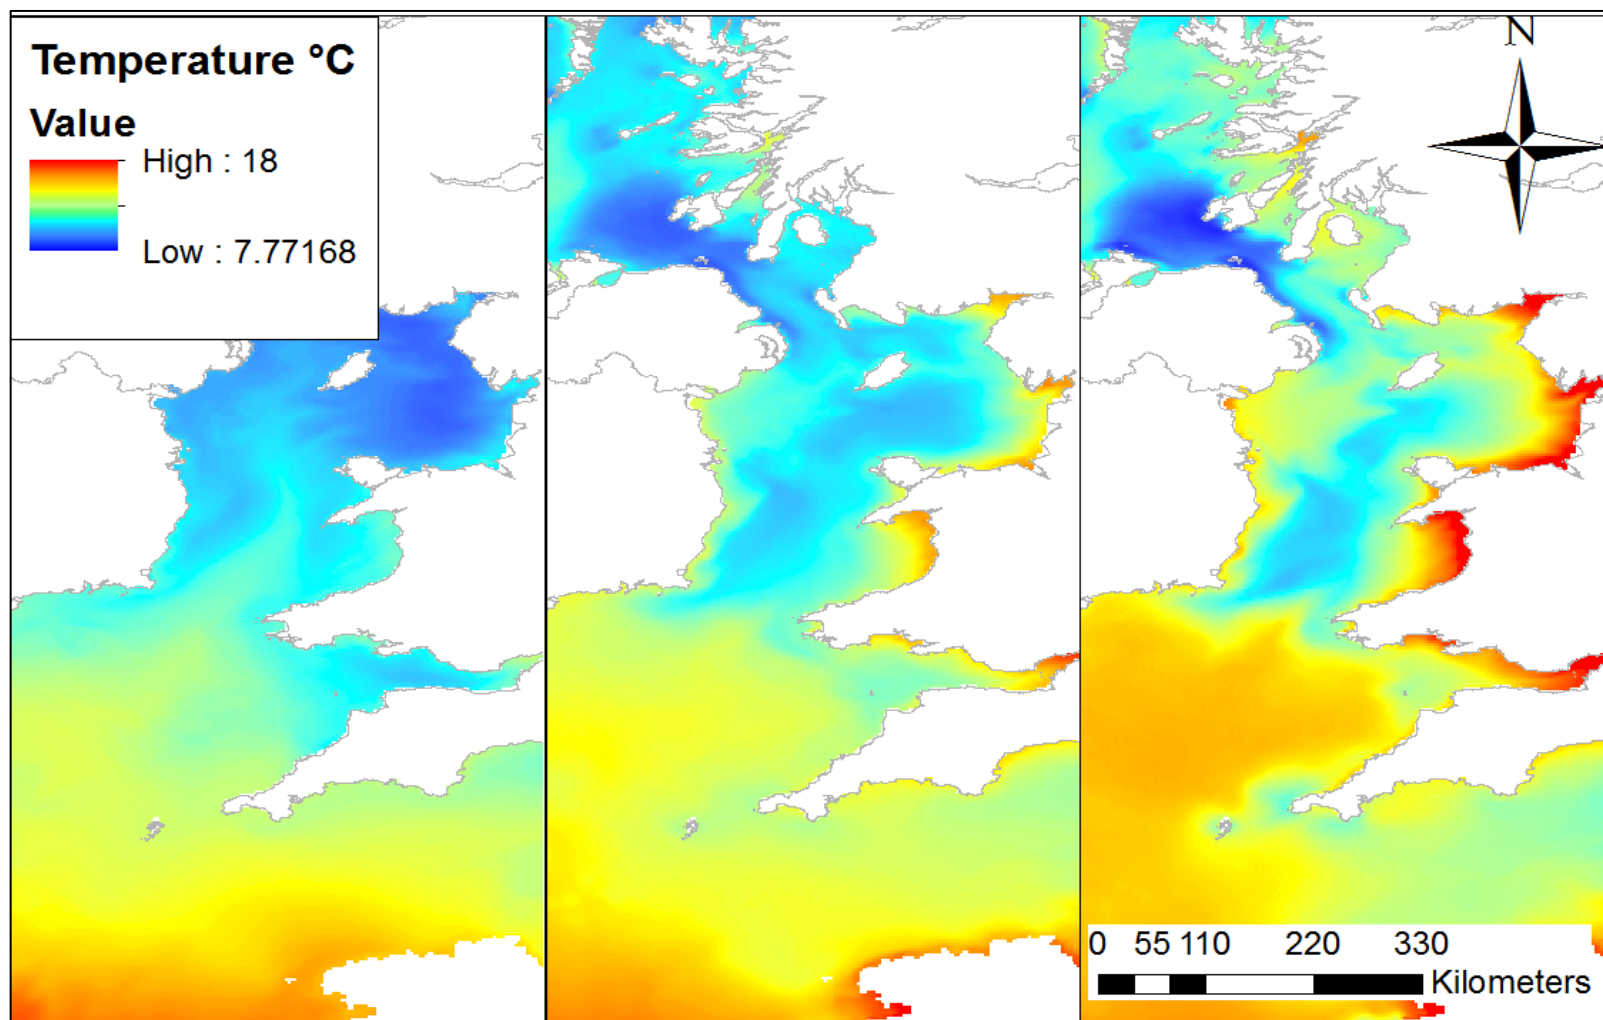 Temperature °C
Value
High : 18
Low : 7.77168
N
0 55 110 220 330
Kilometers